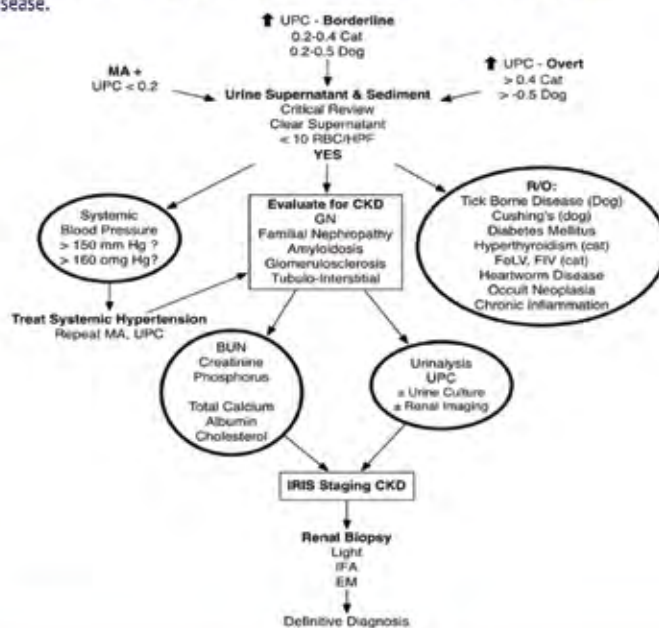 sease.
⬆ UPC - Borderline
0.2-0.4 Cat
0.2-0.5 Dog
MA +
UPC < 0.2
⬆ UPC - Overt
> 0.4 Cat
> -0.5 Dog
Urine Supernatant & Sediment
Critical Review
Clear Supernatant
< 10 RBC/HPF
YES
Systemic
Blood Pressure
> 150 mm Hg ?
> 160 omg Hg?
Evaluate for CKD
GN
Familial Nephropathy
Amyloidosis
Glomerulosclerosis
Tubulo-Interstitial
R/O:
Tick Borne Disease (Dog)
Cushing's (dog)
Diabetes Mellitus
Hyperthyroidism (cat)
FeLV, FIV (cat)
Heartworm Disease
Occult Neoplasia
Chronic Inflammation
Treat Systemic Hypertension
Repeat MA, UPC
BUN
Creatinine
Phosphorus
Total Calcium
Albumin
Cholesterol
Urinalysis
UPC
± Urine Culture
± Renal Imaging
IRIS Staging CKD
Renal Biopsy
Light
IFA
EM
Definitive Diagnosis